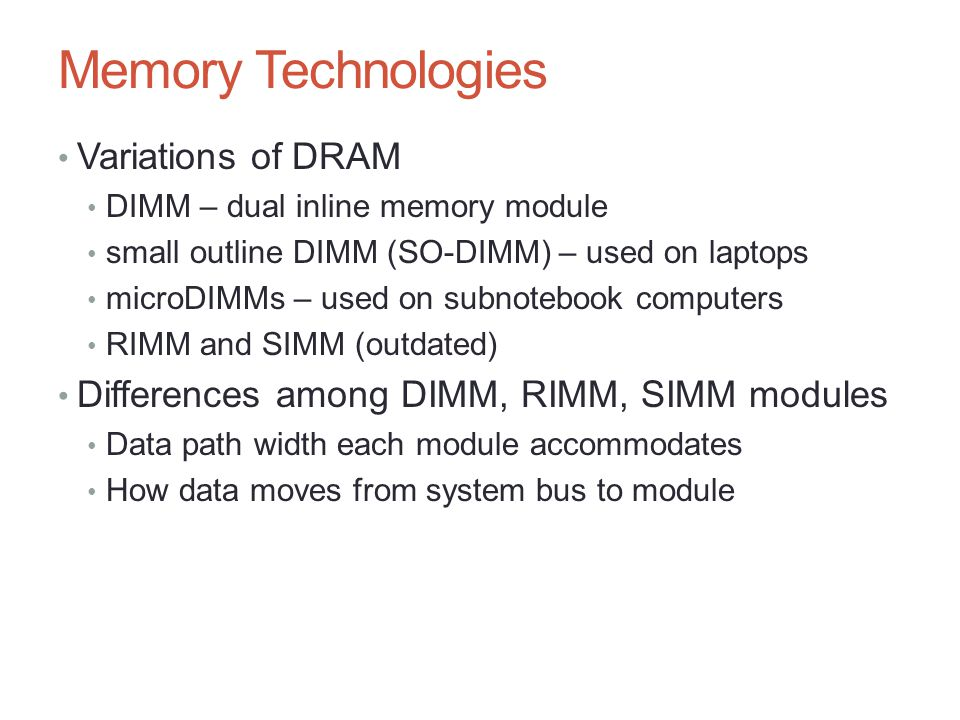 Memory Technologies
• Variations of DRAM
• DIMM – dual inline memory module
• small outline DIMM (SO-DIMM) – used on laptops
• microDIMMs – used on subnotebook computers
• RIMM and SIMM (outdated)
• Differences among DIMM, RIMM, SIMM modules
• Data path width each module accommodates
• How data moves from system bus to module